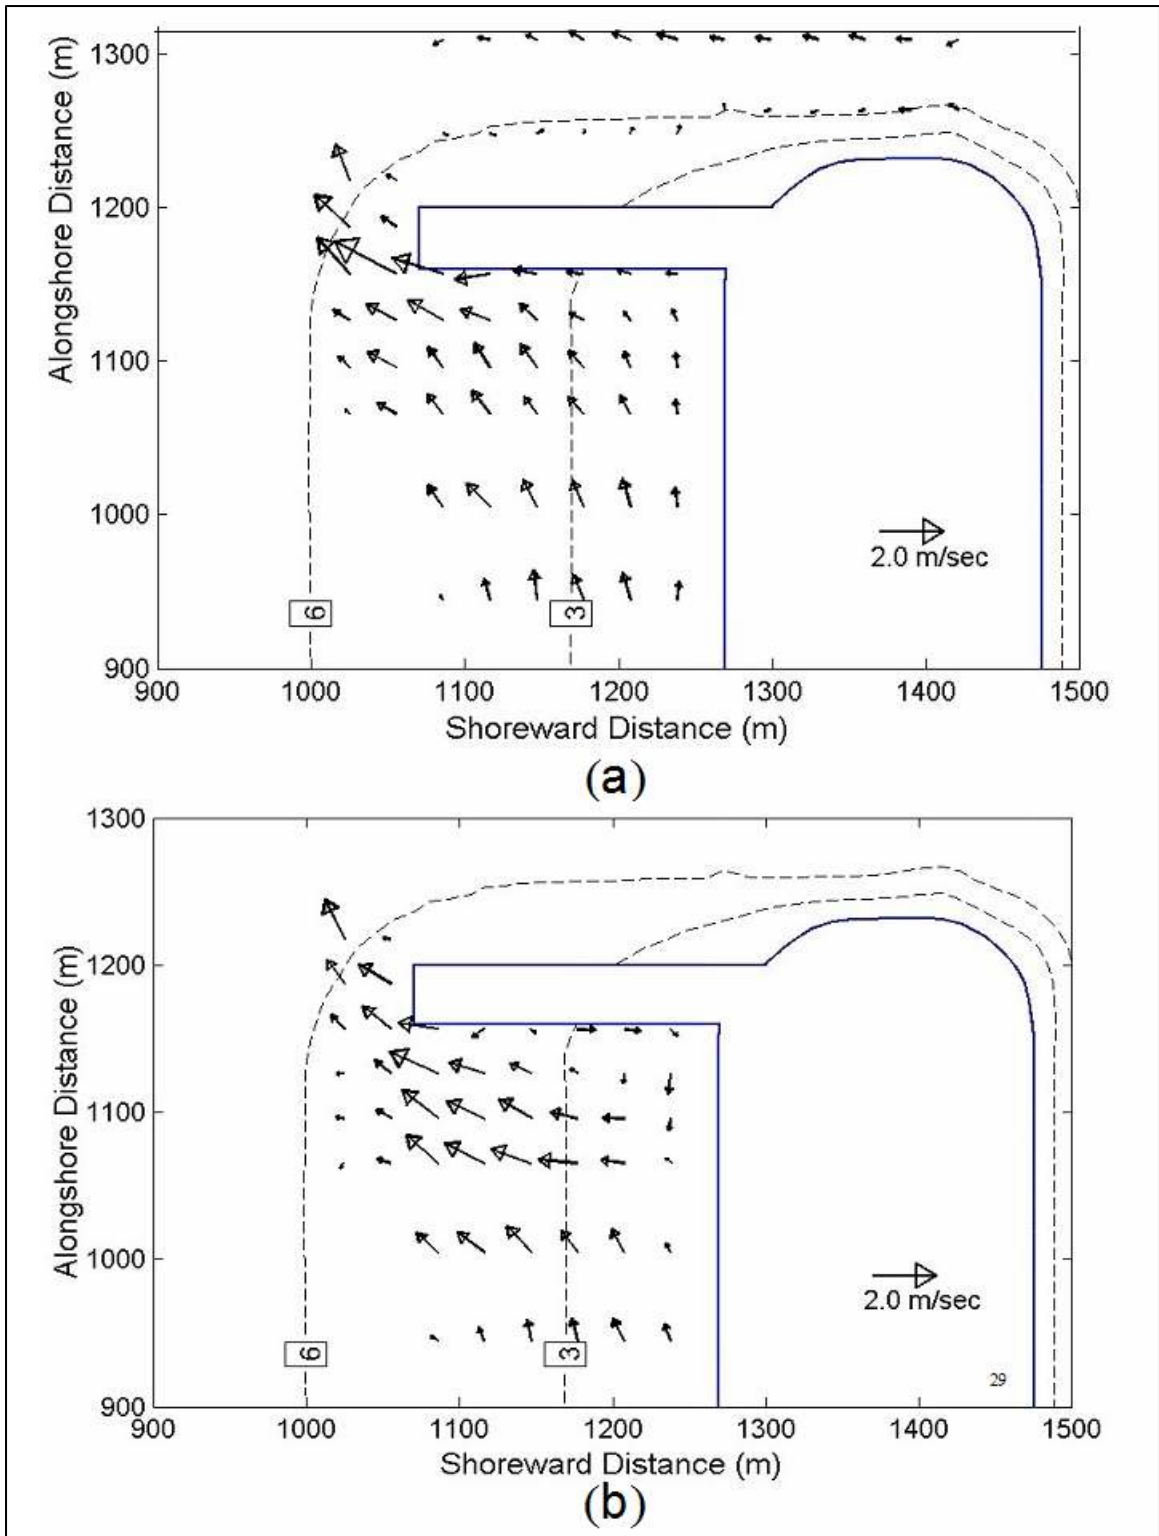 1300
1200
1100
1000
900
Alongshore Distance (m)
2.0 m/sec
6
3
900 1000 1100 1200 1300 1400 1500
Shoreward Distance (m)
(a)
1300
1200
1100
1000
900
Alongshore Distance (m)
2.0 m/sec
29
6
3
900 1000 1100 1200 1300 1400 1500
Shoreward Distance (m)
(b)